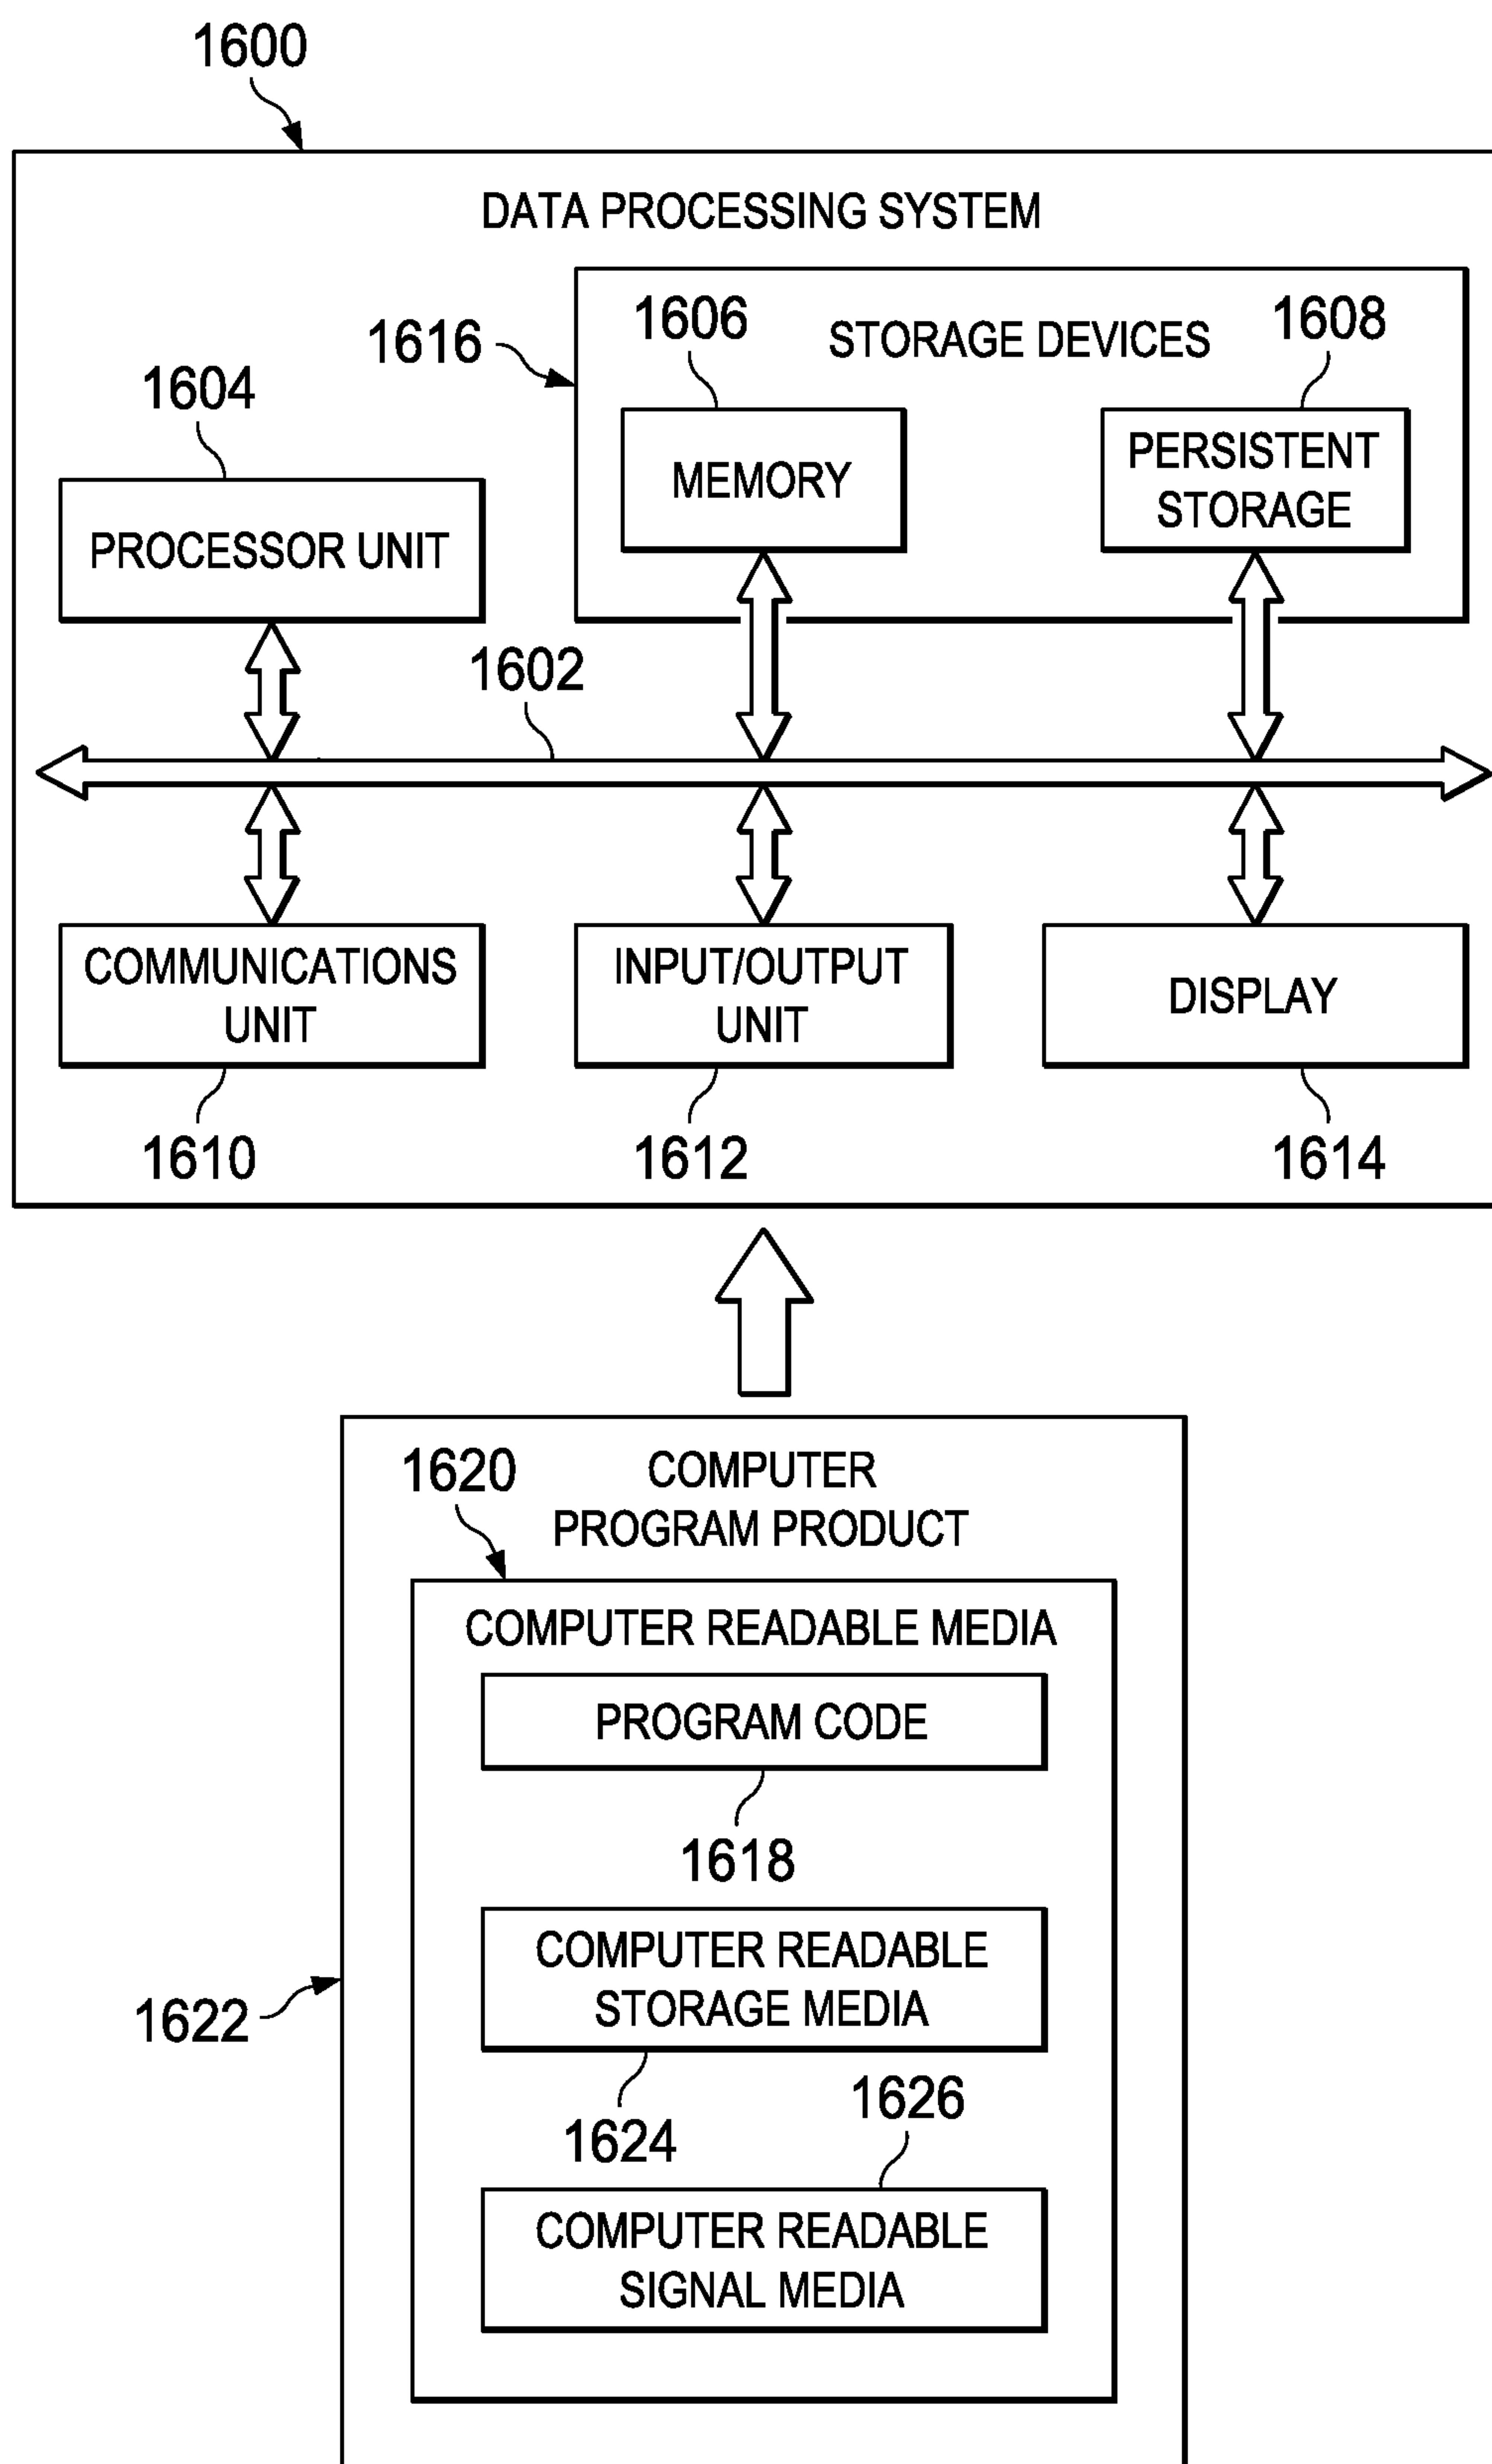 1600
DATA PROCESSING SYSTEM
1616
1606
STORAGE DEVICES
1608
1604
MEMORY
PERSISTENT
STORAGE
PROCESSOR UNIT
1602
COMMUNICATIONS
UNIT
INPUT/OUTPUT
UNIT
DISPLAY
1610
1612
1614
1620
COMPUTER
PROGRAM PRODUCT
COMPUTER READABLE MEDIA
PROGRAM CODE
1618
COMPUTER READABLE
STORAGE MEDIA
1622
1624
1626
COMPUTER READABLE
SIGNAL MEDIA